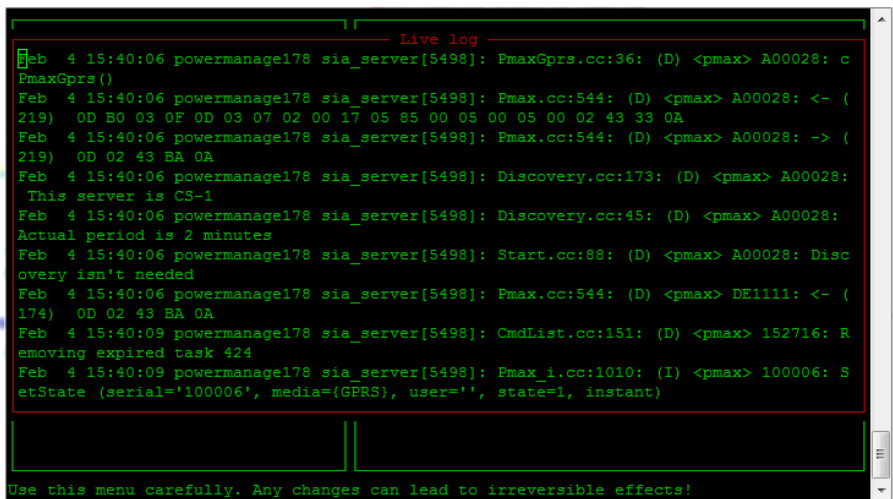 Live log
Feb  4 15:40:06 powermanage178 sia_server[5498]: PmaxGprs.cc:36: (D) <pmax> A00028: c
PmaxGprs()
Feb  4 15:40:06 powermanage178 sia_server[5498]: Pmax.cc:544: (D) <pmax> A00028: <- (
219)  0D B0 03 0F 0D 03 07 02 00 17 05 85 00 05 00 05 00 02 43 33 0A
Feb  4 15:40:06 powermanage178 sia_server[5498]: Pmax.cc:544: (D) <pmax> A00028: -> (
219)  0D 02 43 BA 0A
Feb  4 15:40:06 powermanage178 sia_server[5498]: Discovery.cc:173: (D) <pmax> A00028:
 This server is CS-1
Feb  4 15:40:06 powermanage178 sia_server[5498]: Discovery.cc:45: (D) <pmax> A00028:
Actual period is 2 minutes
Feb  4 15:40:06 powermanage178 sia_server[5498]: Start.cc:88: (D) <pmax> A00028: Disc
overy isn't needed
Feb  4 15:40:06 powermanage178 sia_server[5498]: Pmax.cc:544: (D) <pmax> DE1111: <- (
174)  0D 02 43 BA 0A
Feb  4 15:40:09 powermanage178 sia_server[5498]: CmdList.cc:151: (D) <pmax> 152716: R
emoving expired task 424
Feb  4 15:40:09 powermanage178 sia_server[5498]: Pmax_i.cc:1010: (I) <pmax> 100006: S
etState (serial='100006', media={GPRS}, user='', state=1, instant)
Use this menu carefully. Any changes can lead to irreversible effects!